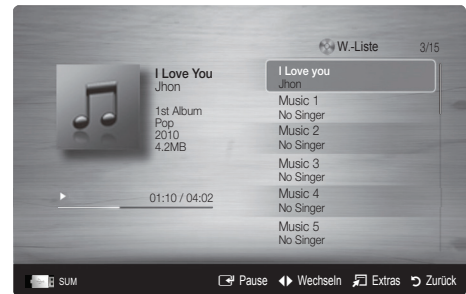 W.-Liste 3/15
I Love You
Jhon
1st Album
Pop
2010
4.2MB
01:10 / 04:02
I Love you
Jhon
Music 1
No Singer
Music 2
No Singer
Music 3
No Singer
Music 4
No Singer
Music 5
No Singer
SUM Pause Wechseln Extras Zurück